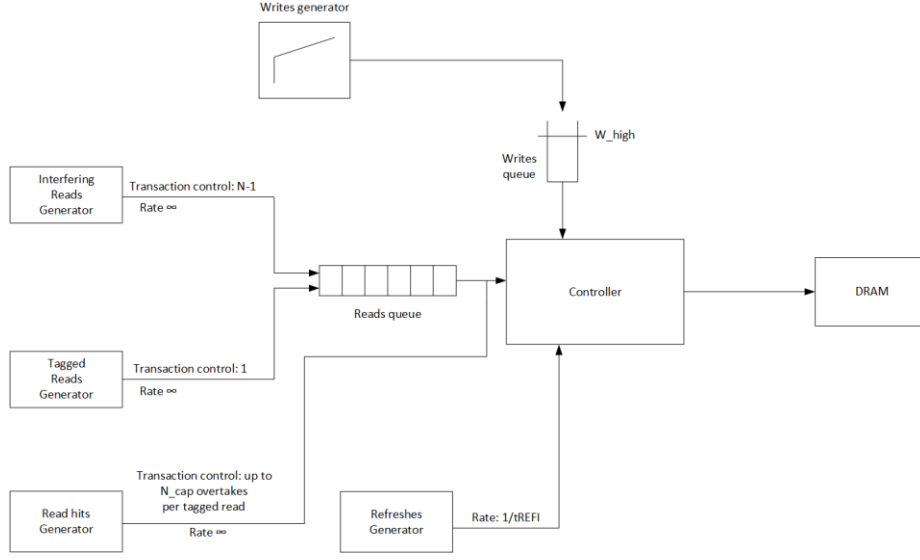 Writes generator
W_high
Writes
queue
Interfering
Reads
Generator
Transaction control: N-1
Rate ∞
Controller
DRAM
Reads queue
Tagged
Reads
Generator
Transaction control: 1
Rate ∞
Transaction control: up to
N_cap overtakes
per tagged read
Read hits
Generator
Rate ∞
Refreshes
Generator
Rate: 1/tREFI